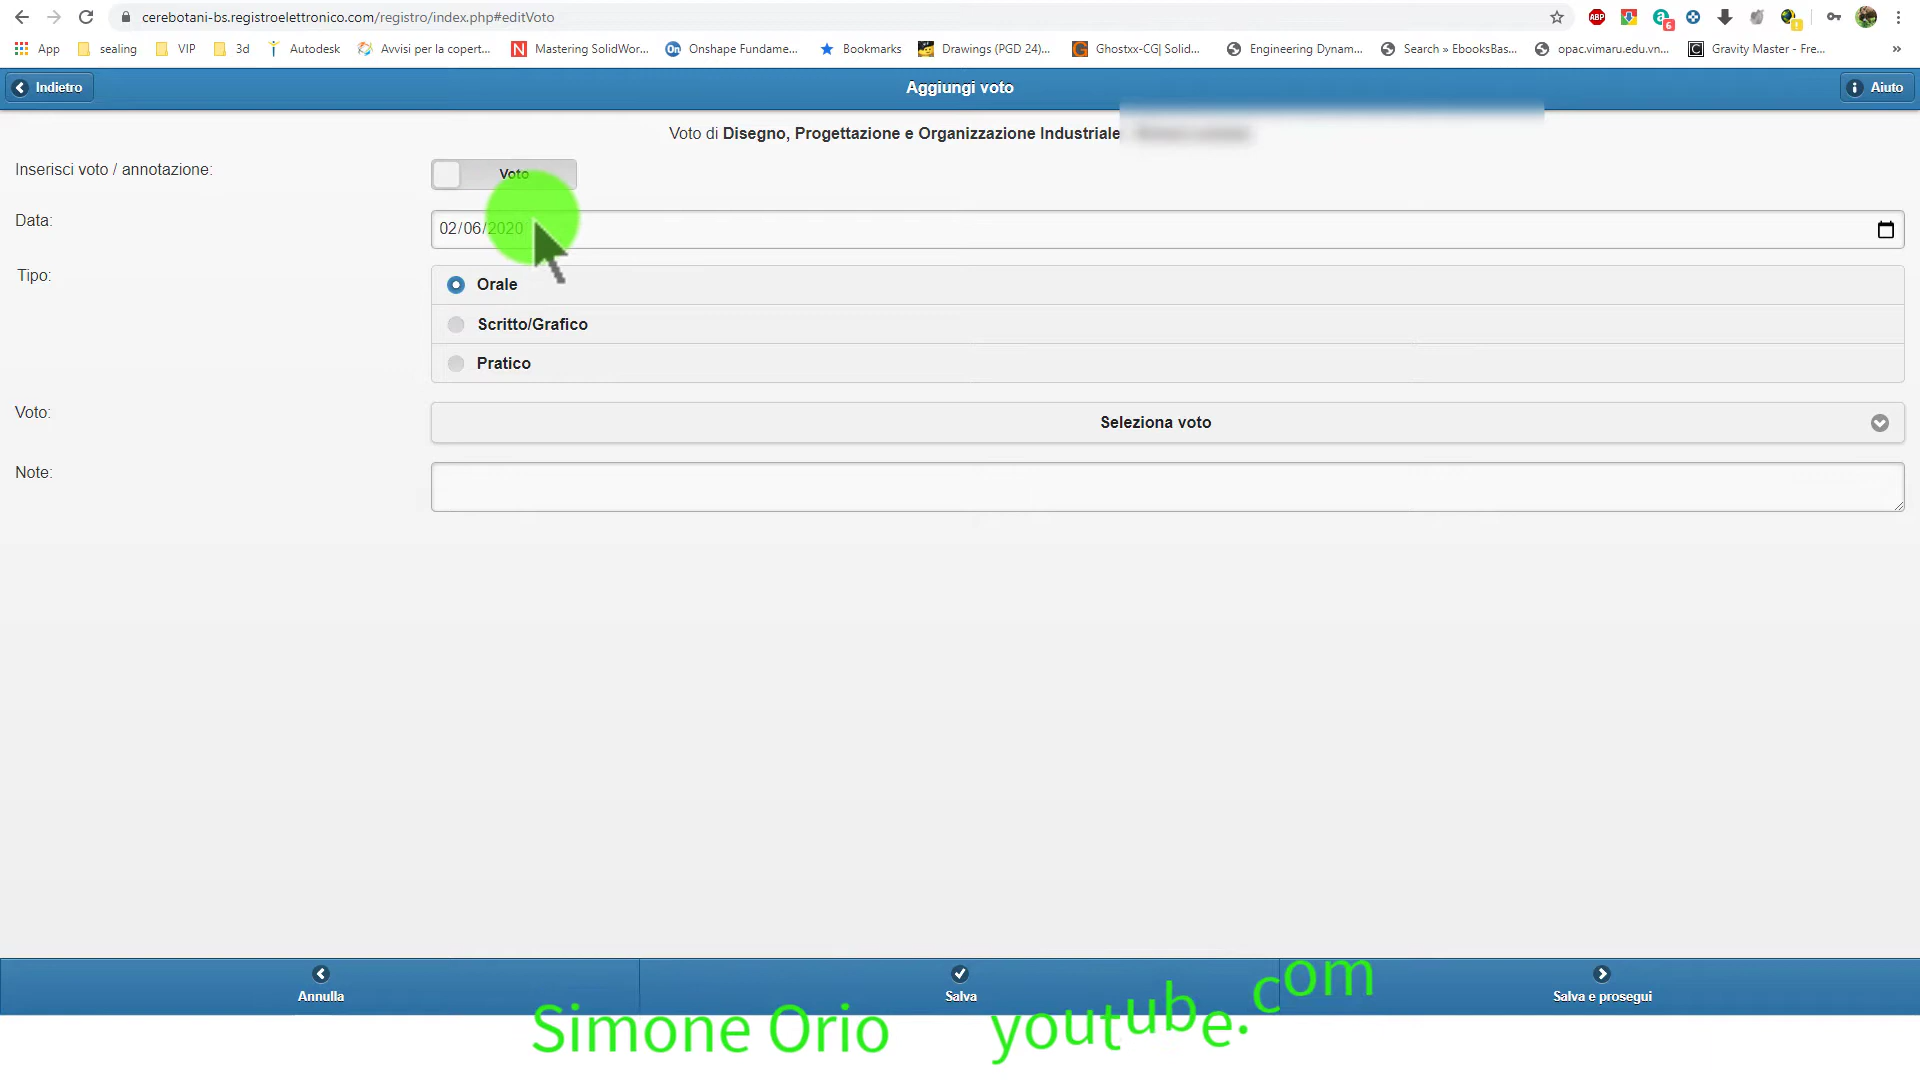 cerebotani-bs.registroelettronico.com/registro/index.php#editVoto
App sealing VIP 3d Autodesk Avvisi per la copert... Mastering SolidWor... Onshape Fundame... Bookmarks Drawings (PGD 24)... Ghostxx-CG| Solid... Engineering Dynam... Search » EbooksBas... opac.vimaru.edu.vn... Gravity Master - Fre... »
Indietro Aggiungi voto Aiuto
Voto di Disegno, Progettazione e Organizzazione Industriale
Inserisci voto / annotazione: Voto
Data: 02/06/2020
Tipo: Orale
Scritto/Grafico
Pratico
Voto: Seleziona voto
Note:
Annulla Salva Salva e prosegui
Simone Orio youtube.com